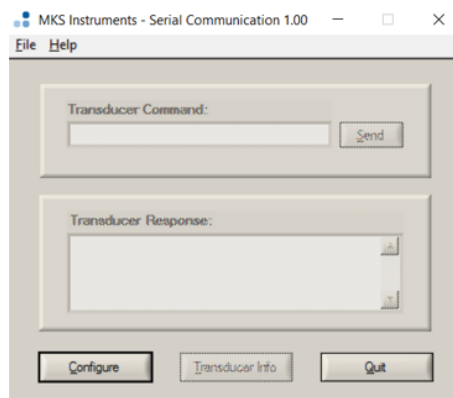 MKS Instruments - Serial Communication 1.00
File Help
Transducer Command:
Send
Transducer Response:
Configure Transducer Info Quit